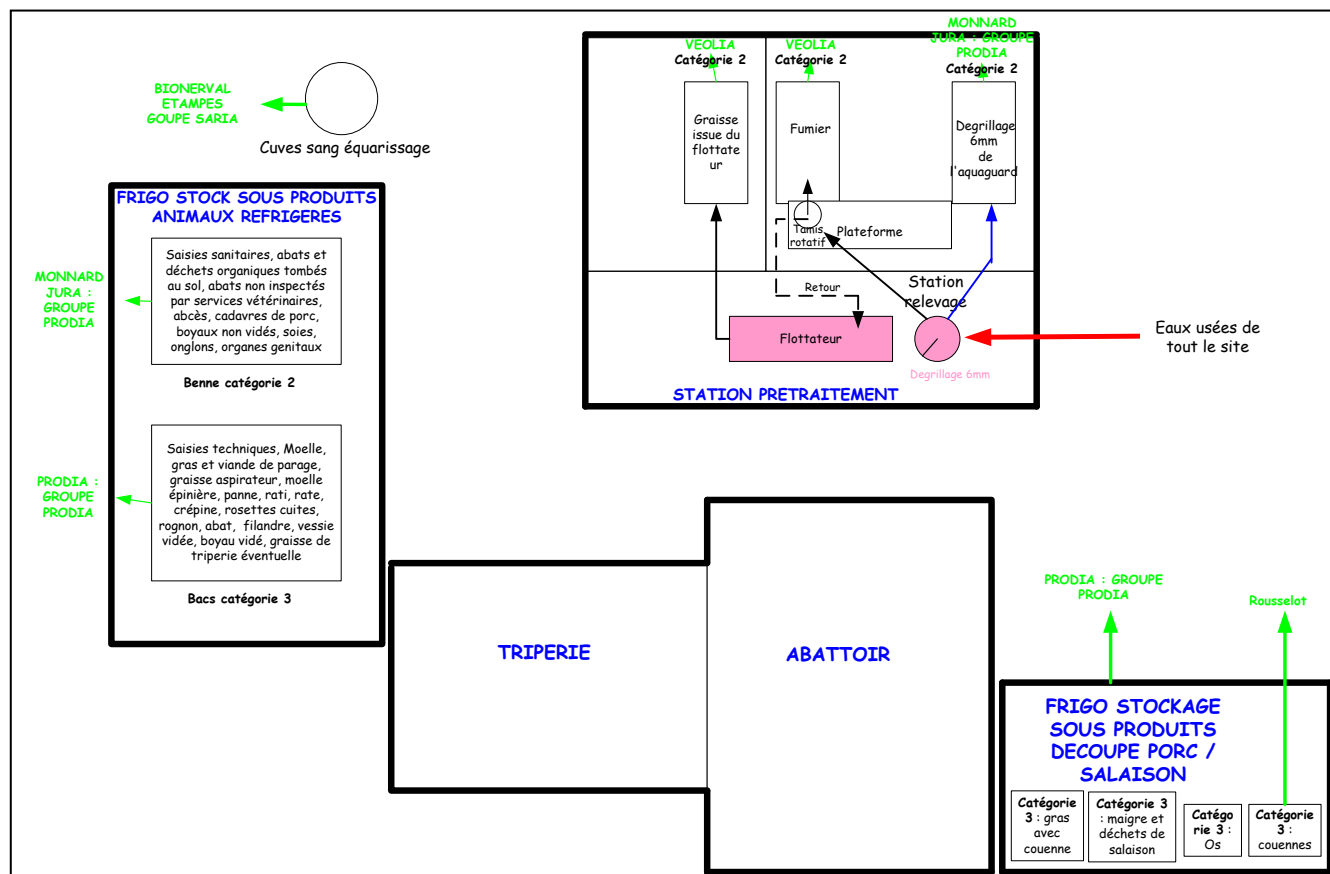 BIONERVAL
ETAMPES
GOUPE SARIA
Cuves sang équarissage
VEOLIA
Catégorie 2
VEOLIA
Catégorie 2
MONNARD
JURA : GROUPE
PRODIA
Catégorie 2
Graisse
issue du
flottate
ur
Fumier
Degrillage
6mm
de
l'aquaguard
Tamis
rotatif
Plateforme
Retour
Station
relevage
Flottateur
Degrillage 6mm
Eaux usées de
tout le site
STATION PRETRAITEMENT
FRIGO STOCK SOUS PRODUITS
ANIMAUX REFRIGERES
MONNARD
JURA :
GROUPE
PRODIA
Saisies sanitaires, abats et
déchets organiques tombés
au sol, abats non inspectés
par services vétérinaires,
abcès, cadavres de porc,
boyaux non vidés, soies,
onglons, organes genitaux
Benne catégorie 2
PRODIA :
GROUPE
PRODIA
Saisies techniques, Moelle,
gras et viande de parage,
graisse aspirateur, moelle
épinière, panne, rati, rate,
crépine, rosettes cuites,
rognon, abat, filandre, vessie
vidée, boyau vidé, graisse de
triperie éventuelle
Bacs catégorie 3
TRIPERIE
ABATTOIR
PRODIA : GROUPE
PRODIA
Rousselot
FRIGO STOCKAGE
SOUS PRODUITS
DECOUPE PORC /
SALAISON
Catégorie
3 : gras
avec
couenne
Catégorie 3
: maigre et
déchets de
salaison
Catégo
rie 3 :
Os
Catégorie
3 :
couennes